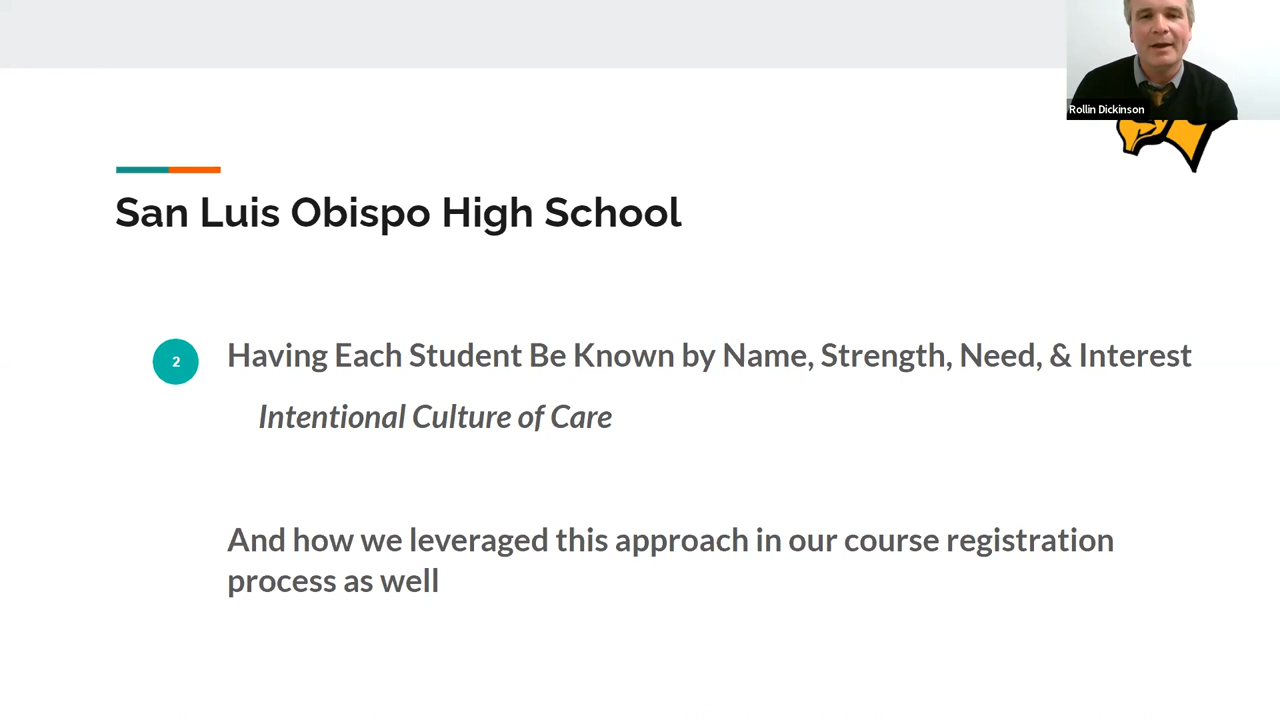 Rollin Dickinson
San Luis Obispo High School
2
Having Each Student Be Known by Name, Strength, Need, & Interest
Intentional Culture of Care
And how we leveraged this approach in our course registration
process as well